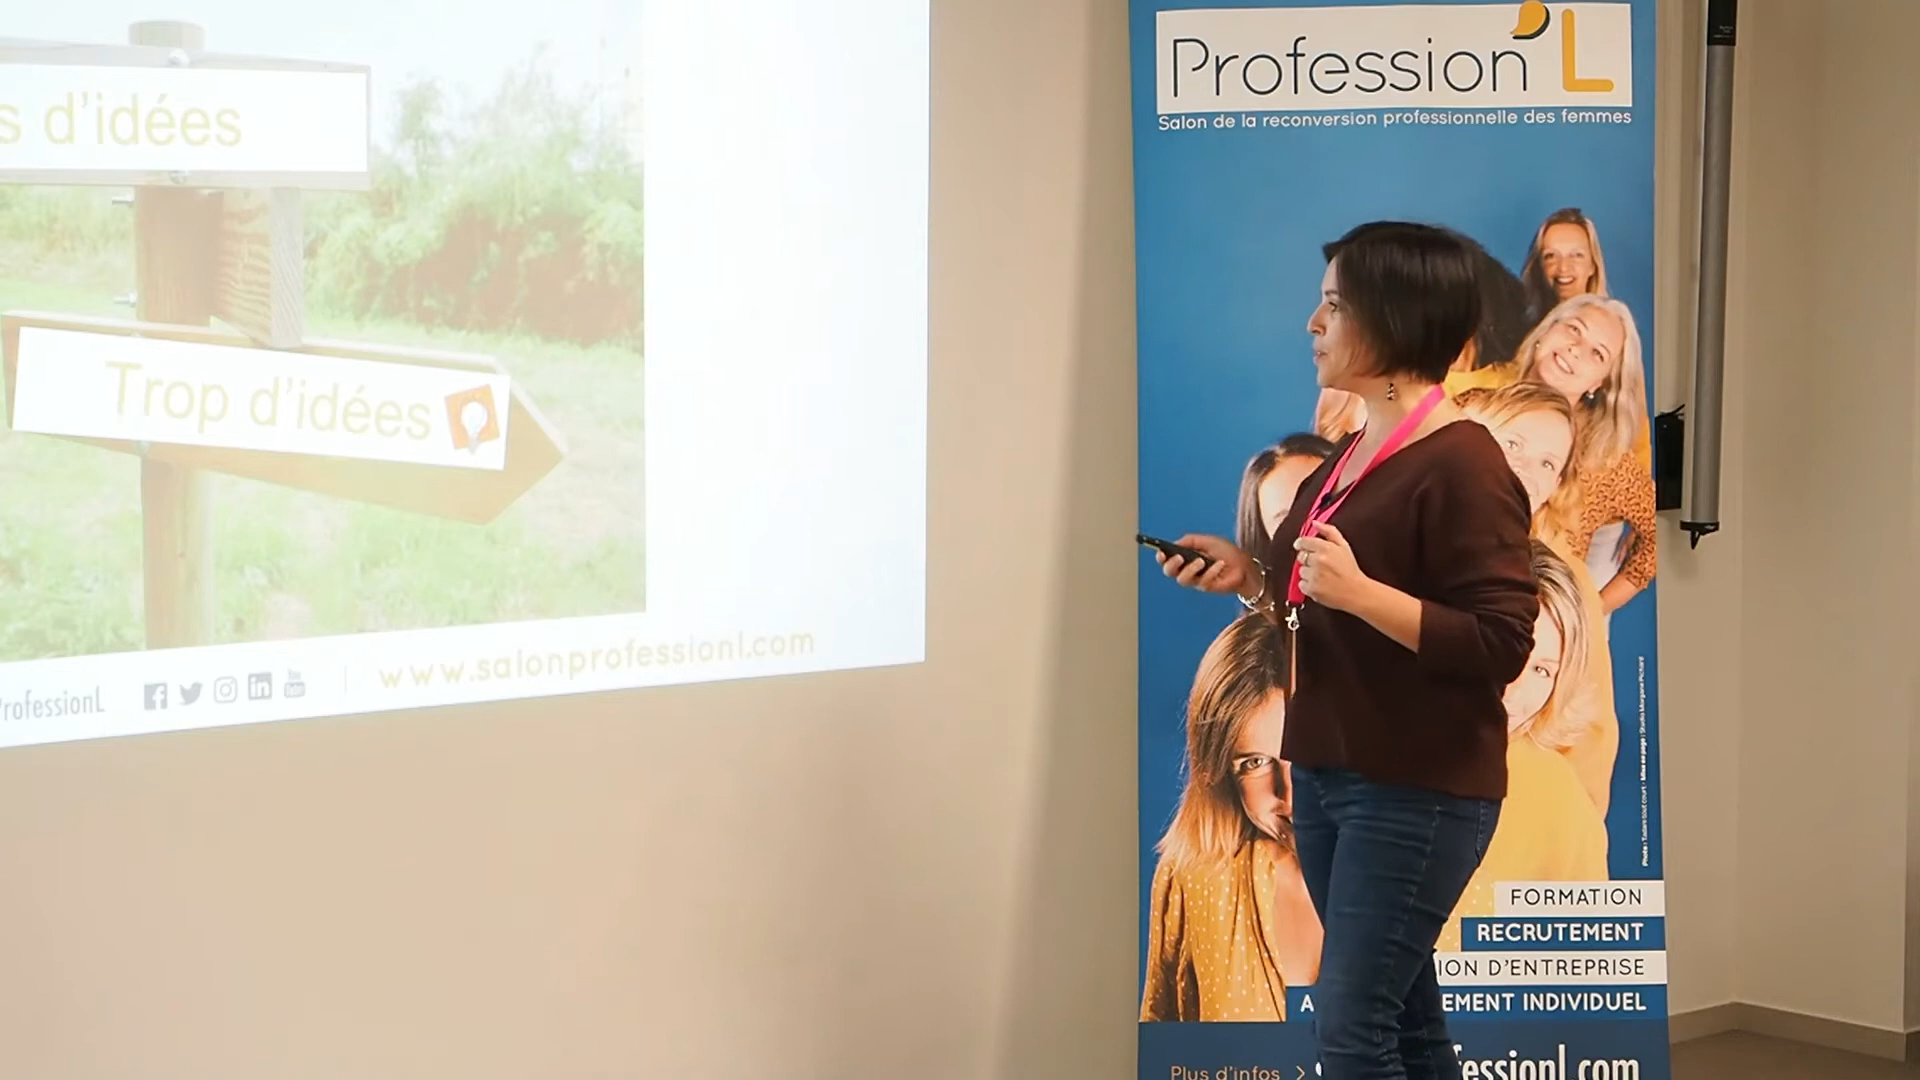 s d'idées
Trop d'idées
rofessionL
www.salonprofessionl.com
Profession'L
Salon de la reconversion professionnelle des femmes
FORMATION
RECRUTEMENT
ION D'ENTREPRISE
A EMENT INDIVIDUEL
Plus d'infos > fessionl.com